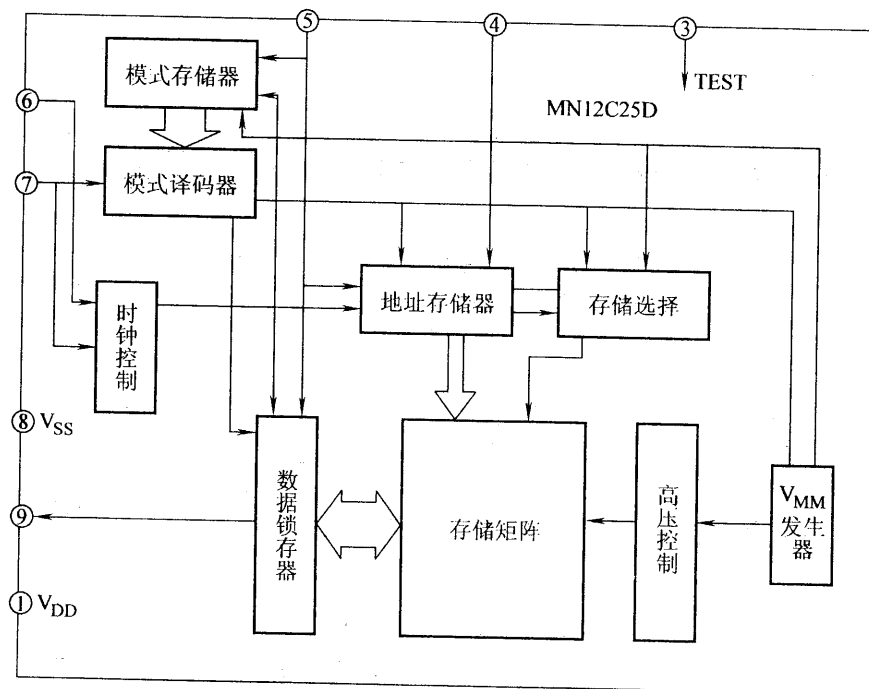 ⑤
④
③
模式存储器
TEST
⑥
MN12C25D
⑦
模式译码器
地址存储器
存储选择
时钟控制
⑧ VSS
数据锁存器
存储矩阵
高压控制
VMM
发生器
⑨
① VDD